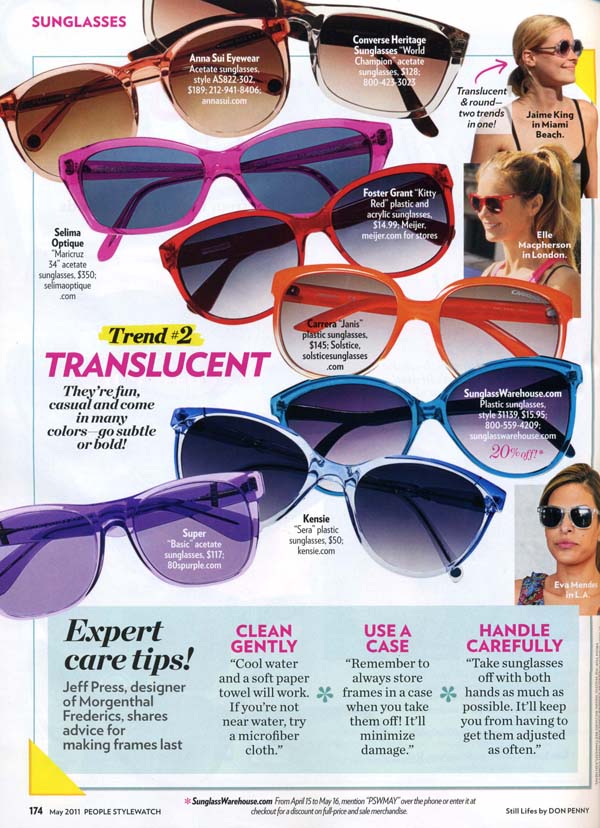 SUNGLASSES
Anna Sui Eyewear
Acetate sunglasses,
style AS822-302,
$189; 212-941-8406;
annasui.com
Converse Heritage
Sunglasses "World
Champion" acetate
sunglasses, $128;
800-423-3023
Translucent
& round—
two trends
in one!
Jaime King
in Miami
Beach.
Selima
Optique
"Maricruz
34" acetate
sunglasses, $350;
selimaoptique
.com
Foster Grant "Kitty
Red" plastic and
acrylic sunglasses,
$14.99; Meijer,
meijer.com for stores
Elle
Macpherson
in London.
Carrera "Janis"
plastic sunglasses,
$145; Solstice,
solsticesunglasses
.com
Trend #2
TRANSLUCENT
They're fun,
casual and come
in many
colors—go subtle
or bold!
SunglassWarehouse.com
Plastic sunglasses,
style 31139, $15.95;
800-559-4209;
sunglasswarehouse.com
20% off!*
Super
"Basic" acetate
sunglasses, $117;
80spurple.com
Kensie
"Sera" plastic
sunglasses, $50;
kensie.com
Eva Mendes
in L.A.
Expert
care tips!
Jeff Press, designer
of Morgenthal
Frederics, shares
advice for
making frames last
CLEAN
GENTLY
"Cool water
and a soft paper
towel will work.
If you're not
near water, try
a microfiber
cloth."
USE A
CASE
"Remember to
always store
frames in a case
when you take
them off! It'll
minimize
damage."
HANDLE
CAREFULLY
"Take sunglasses
off with both
hands as much as
possible. It'll keep
you from having to
get them adjusted
as often."
174 May 2011 PEOPLE STYLEWATCH
*SunglassWarehouse.com From April 15 to May 16, mention "PSWMAY" over the phone or enter it at
checkout for a discount on full-price and sale merchandise.
Still Lifes by DON PENNY